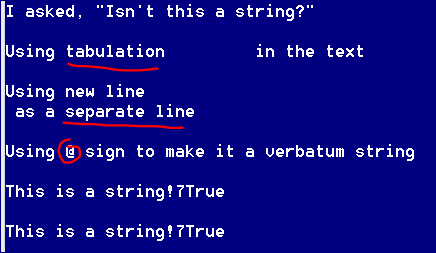 I asked, "Isn't this a string?"
Using tabulation        in the text
Using new line
 as a separate line
Using @ sign to make it a verbatum string
This is a string!7True
This is a string!7True